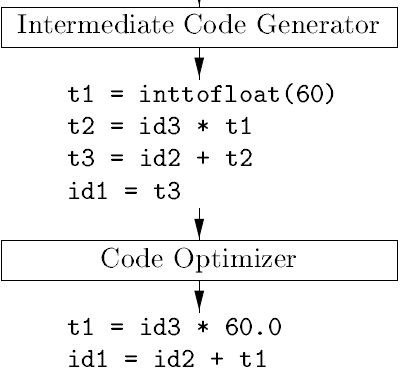 Intermediate Code Generator
t1 = inttofloat(60)
t2 = id3 * t1
t3 = id2 + t2
id1 = t3
Code Optimizer
t1 = id3 * 60.0
id1 = id2 + t1